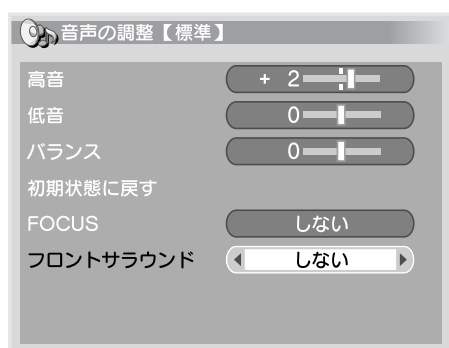 音声の調整【標準】
高音 + 2
低音 0
バランス 0
初期状態に戻す
FOCUS しない
フロントサラウンド しない